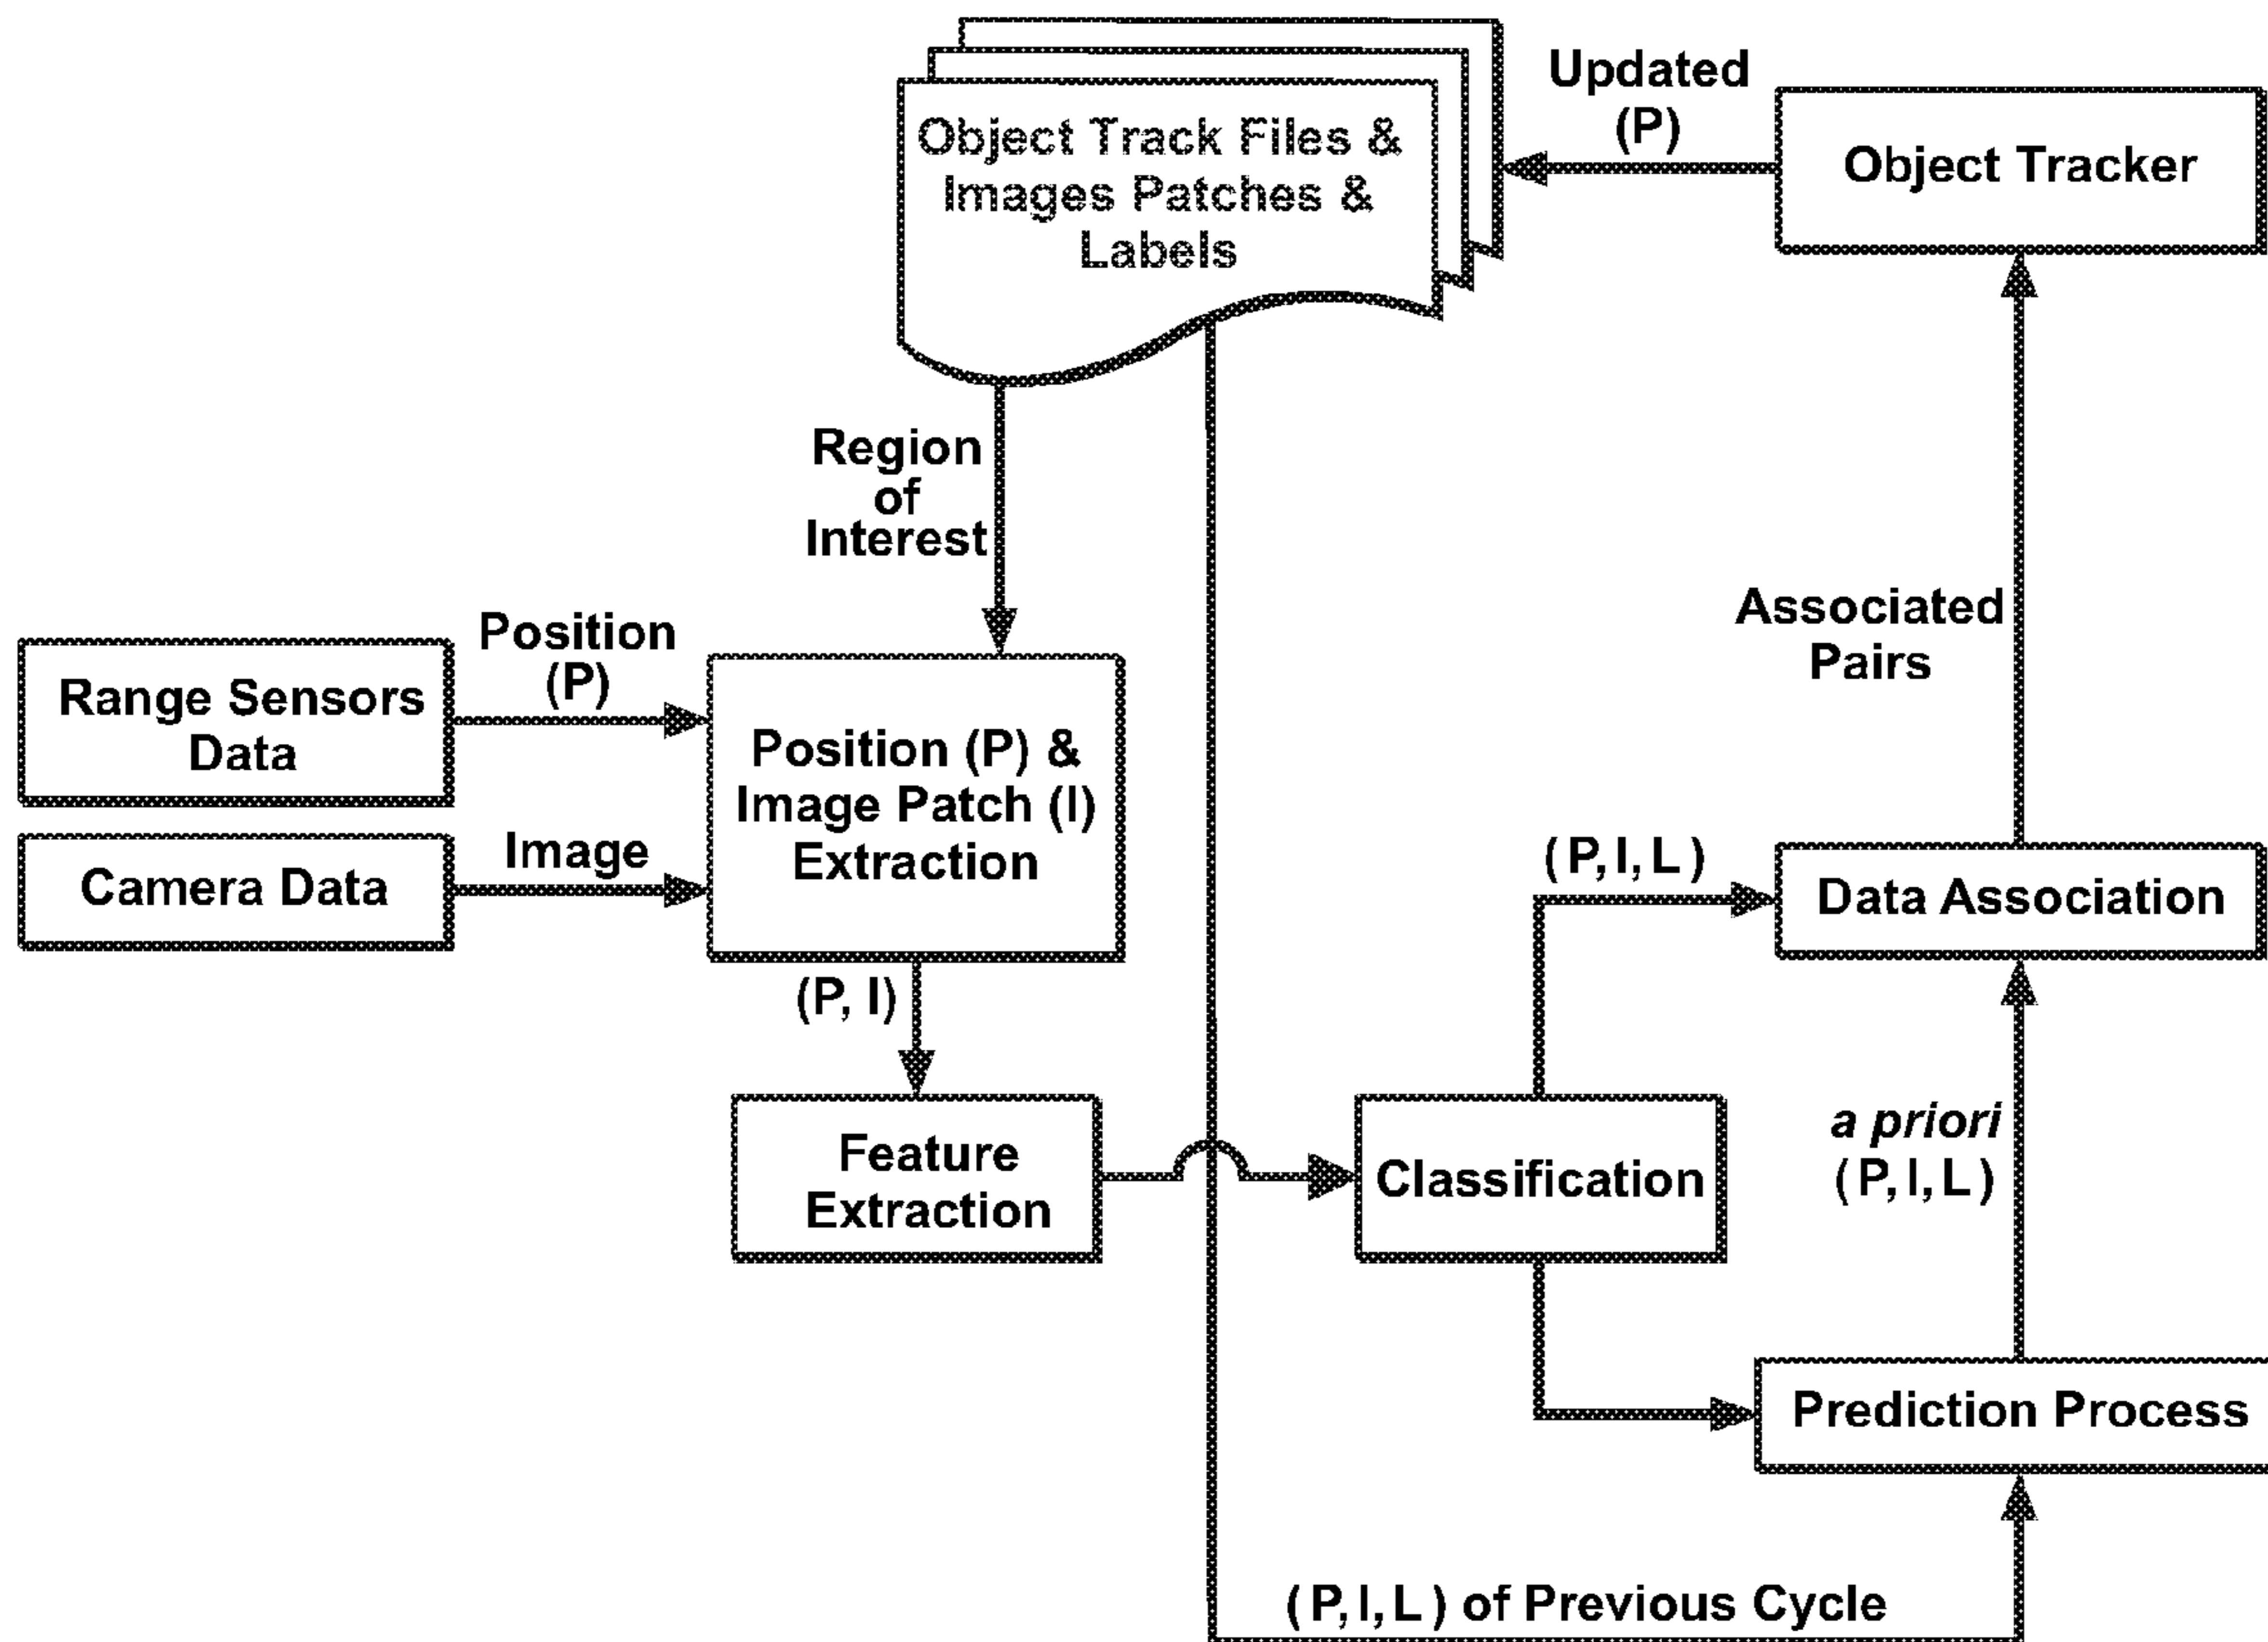 Object Track Files &
Images Patches &
Labels
Updated
(P)
Object Tracker
Region
of
Interest
Associated
Pairs
Range Sensors
Data
Position
(P)
Position (P) &
Image Patch (I)
Extraction
Camera Data
Image
(P, I)
(P, I, L)
Data Association
Feature
Extraction
Classification
a priori
(P, I, L)
Prediction Process
(P, I, L) of Previous Cycle